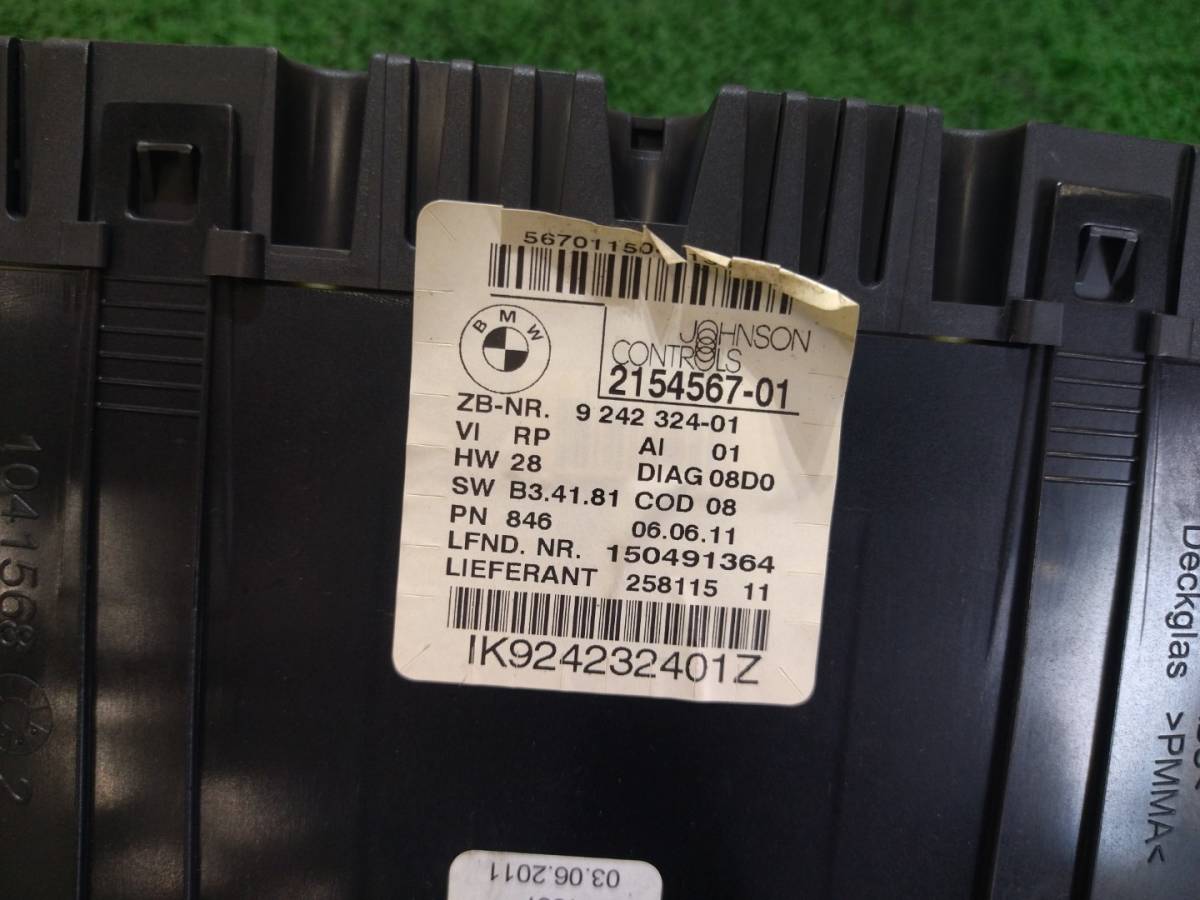 5670115
BMW
JOHNSON
CONTROLS
2154567-01
ZB-NR. 9 242 324-01
VI RP AI 01
HW 28 DIAG 08D0
SW B3.41.81 COD 08
PN 846 06.06.11
LFND. NR. 150491364
LIEFERANT 258115 11
IK924232401Z
1041568 2
Deckglas >PMMA<
03.06.2011